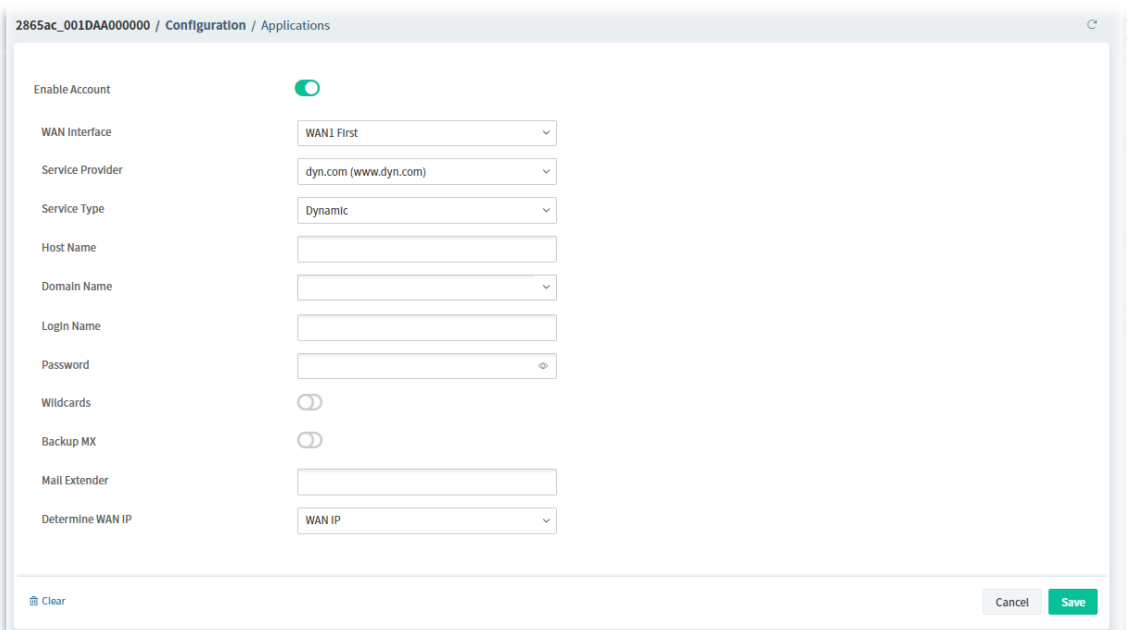 2865ac_001DAA000000 / Configuration / Applications
Enable Account
WAN Interface
WAN1 First
Service Provider
dyn.com (www.dyn.com)
Service Type
Dynamic
Host Name
Domain Name
Login Name
Password
Wildcards
Backup MX
Mail Extender
Determine WAN IP
WAN IP
Clear
Cancel
Save